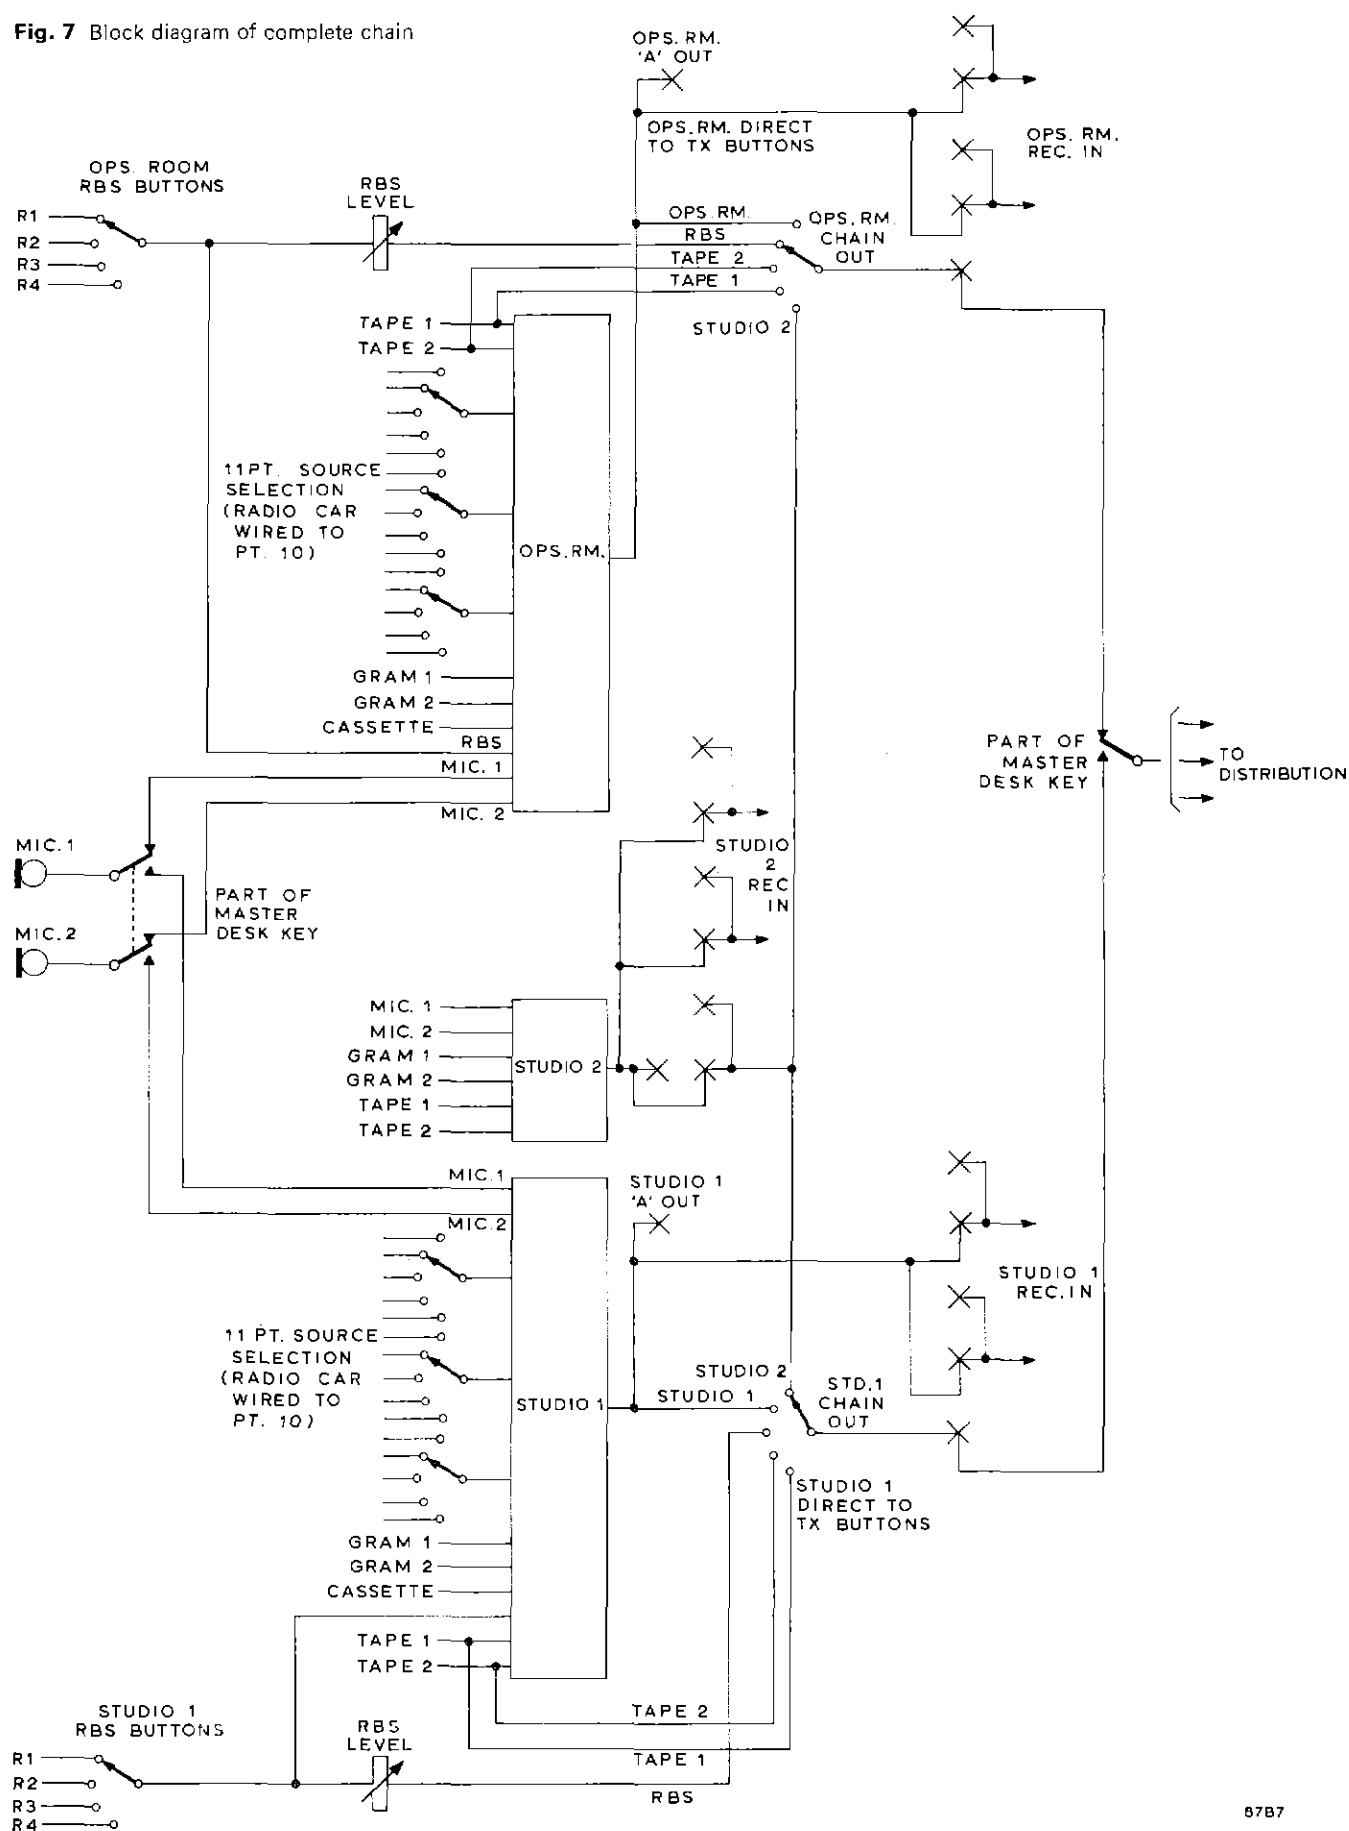 Fig. 7 Block diagram of complete chain
OPS. RM.
'A' OUT
OPS.RM. DIRECT
TO TX BUTTONS
OPS. RM.
REC. IN
OPS. ROOM
RBS BUTTONS
R1
R2
R3
R4
RBS
LEVEL
OPS.RM.
RBS
TAPE 2
TAPE 1
STUDIO 2
OPS, RM.
CHAIN
OUT
TAPE 1
TAPE 2
11PT. SOURCE
SELECTION
(RADIO CAR
WIRED TO
PT. 10)
OPS.RM.
GRAM 1
GRAM 2
CASSETTE
RBS
MIC. 1
MIC. 2
PART OF
MASTER
DESK KEY
TO
DISTRIBUTION
MIC.1
MIC.2
PART OF
MASTER
DESK KEY
STUDIO
2
REC
IN
MIC. 1
MIC. 2
GRAM 1
GRAM 2
TAPE 1
TAPE 2
STUDIO 2
MIC.1
MIC.2
STUDIO 1
'A' OUT
STUDIO 1
REC.IN
11 PT. SOURCE
SELECTION
(RADIO CAR
WIRED TO
PT. 10)
STUDIO 1
STUDIO 2
STUDIO 1
STD.1
CHAIN
OUT
STUDIO 1
DIRECT TO
TX BUTTONS
GRAM 1
GRAM 2
CASSETTE
TAPE 1
TAPE 2
TAPE 2
TAPE 1
RBS
STUDIO 1
RBS BUTTONS
R1
R2
R3
R4
RBS
LEVEL
87B7